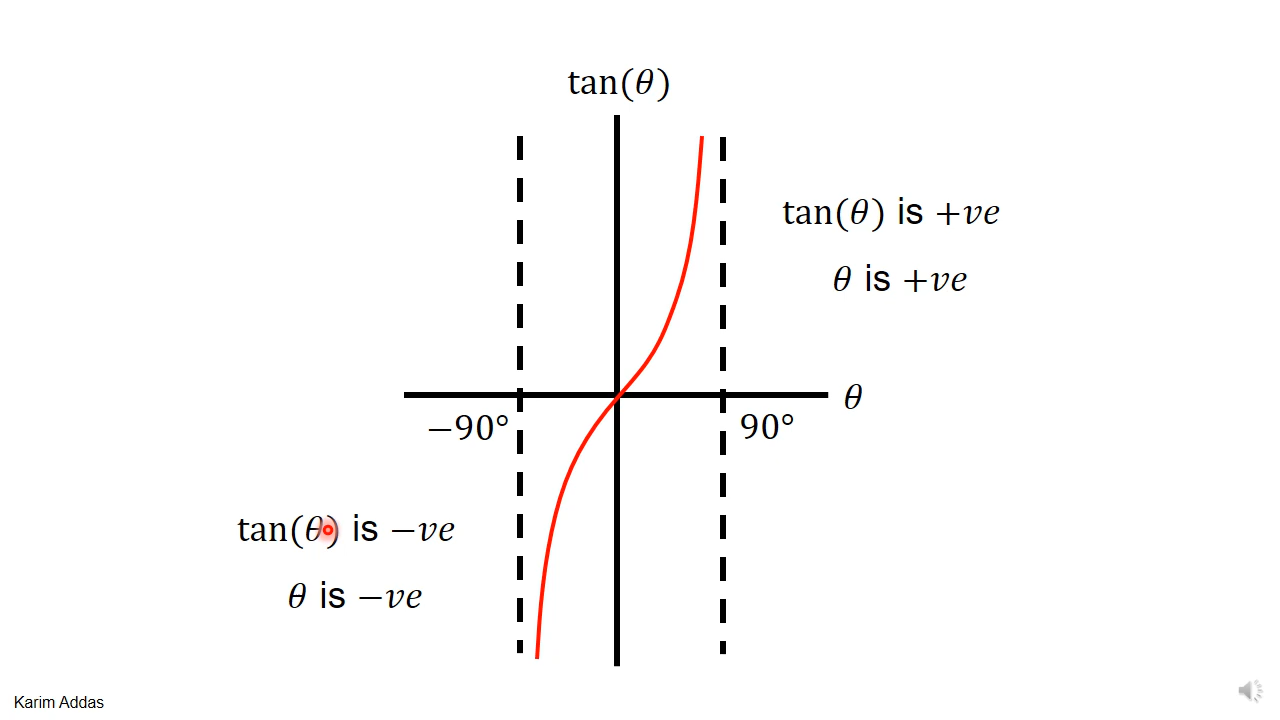 tan(θ)
tan(θ) is +ve
θ is +ve
θ
−90°
90°
tan(θ) is −ve
θ is −ve
Karim Addas